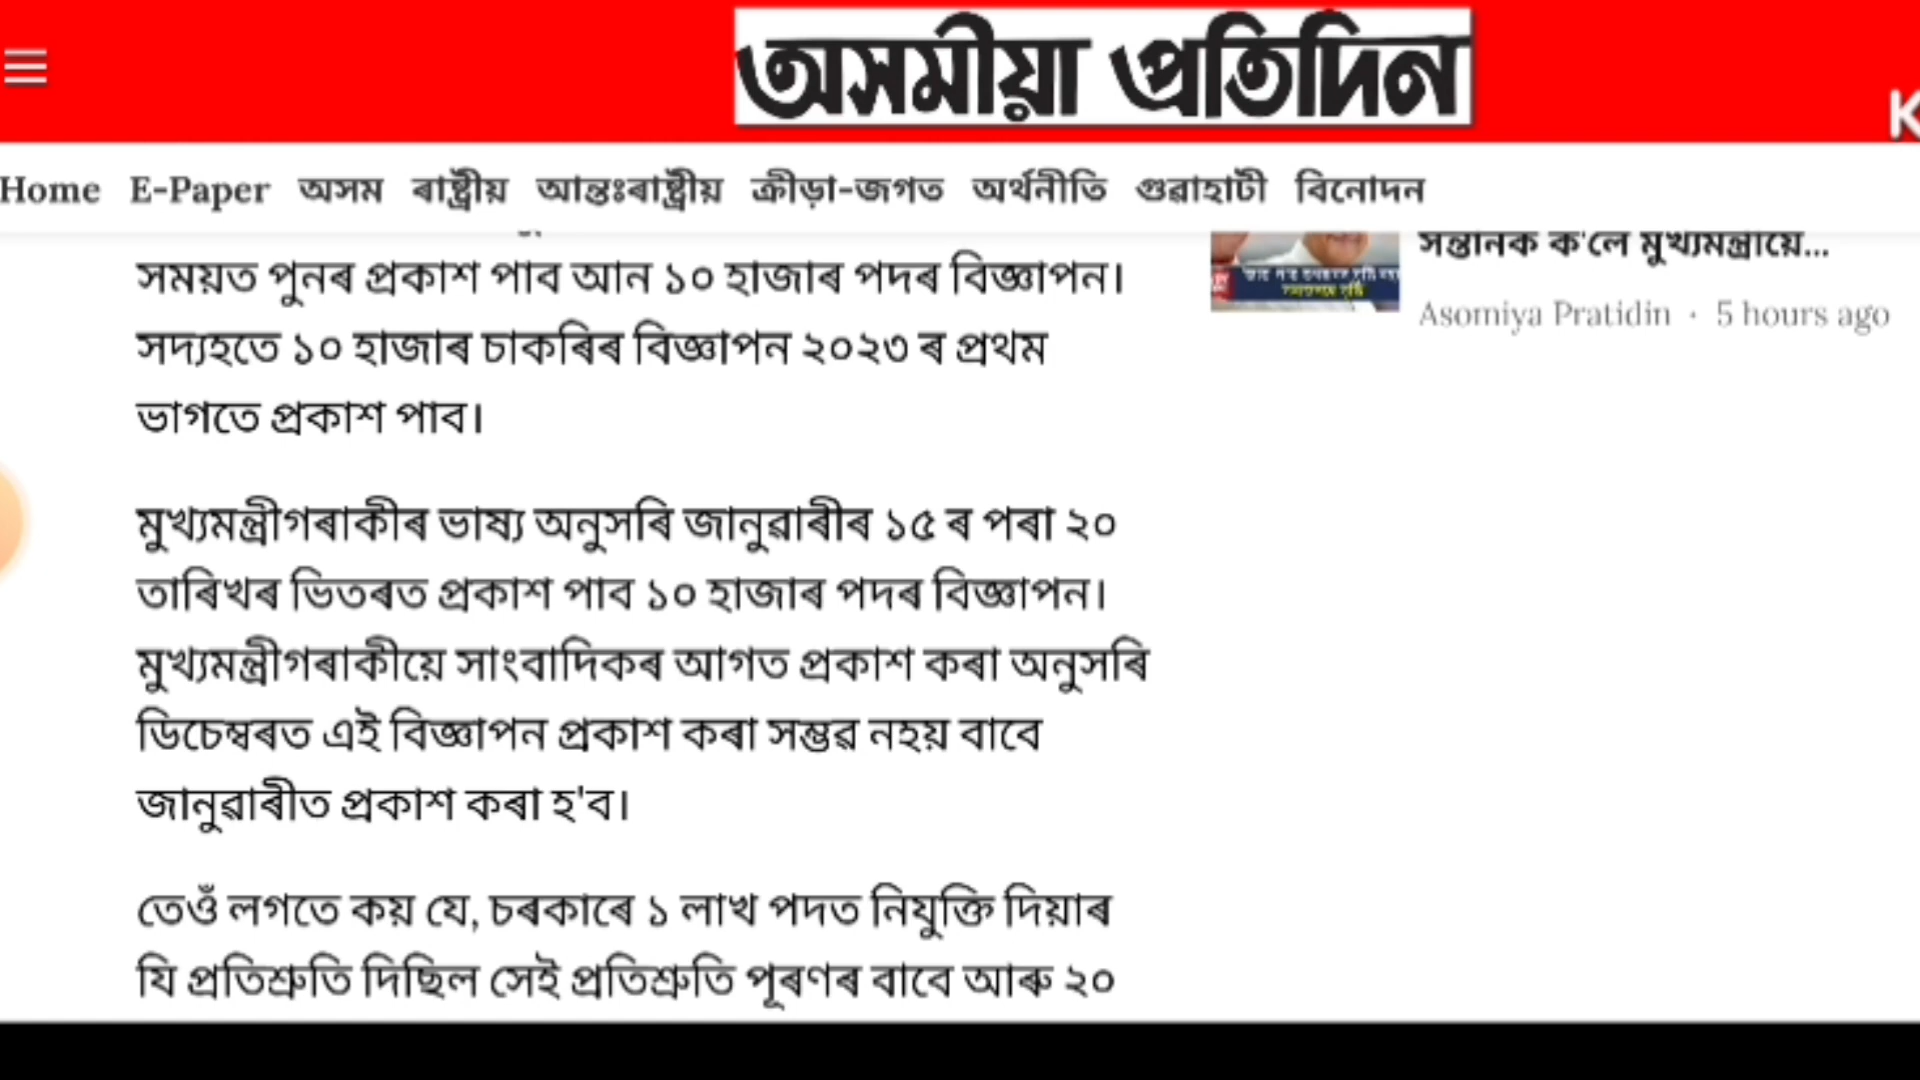 অসমীয়া প্ৰতিদিন
K
Home E-Paper অসম ৰাষ্ট্ৰীয় আন্তঃৰাষ্ট্ৰীয় ক্ৰীড়া-জগত অৰ্থনীতি গুৱাহাটী বিনোদন
সময়ত পুনৰ প্ৰকাশ পাব আন ১০ হাজাৰ পদৰ বিজ্ঞাপন।
সদ্যহতে ১০ হাজাৰ চাকৰিৰ বিজ্ঞাপন ২০২৩ ৰ প্ৰথম
ভাগতে প্ৰকাশ পাব।
মুখ্যমন্ত্ৰীগৰাকীৰ ভাষ্য অনুসৰি জানুৱাৰীৰ ১৫ ৰ পৰা ২০
তাৰিখৰ ভিতৰত প্ৰকাশ পাব ১০ হাজাৰ পদৰ বিজ্ঞাপন।
মুখ্যমন্ত্ৰীগৰাকীয়ে সাংবাদিকৰ আগত প্ৰকাশ কৰা অনুসৰি
ডিচেম্বৰত এই বিজ্ঞাপন প্ৰকাশ কৰা সম্ভৱ নহয় বাবে
জানুৱাৰীত প্ৰকাশ কৰা হ'ব।
তেওঁ লগতে কয় যে, চৰকাৰে ১ লাখ পদত নিযুক্তি দিয়াৰ
যি প্ৰতিশ্ৰুতি দিছিল সেই প্ৰতিশ্ৰুতি পূৰণৰ বাবে আৰু ২০
সন্তানক ক'লে মুখ্যমন্ত্ৰীয়ে...
Asomiya Pratidin · 5 hours ago